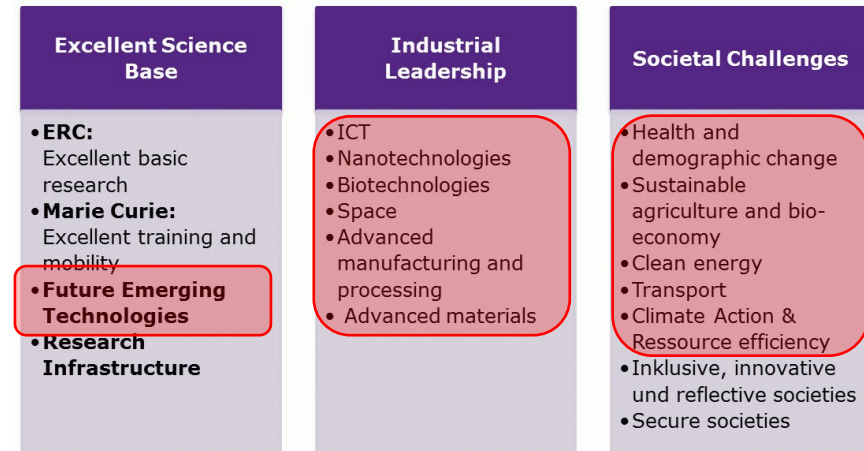 Excellent Science
Base
•ERC:
Excellent basic
research
•Marie Curie:
Excellent training and
mobility
•Future Emerging
Technologies
•Research
Infrastructure
Industrial
Leadership
•ICT
•Nanotechnologies
•Biotechnologies
•Space
•Advanced
manufacturing and
processing
• Advanced materials
Societal Challenges
•Health and
demographic change
•Sustainable
agriculture and bio-
economy
•Clean energy
•Transport
•Climate Action &
Ressource efficiency
•Inklusive, innovative
und reflective societies
•Secure societies